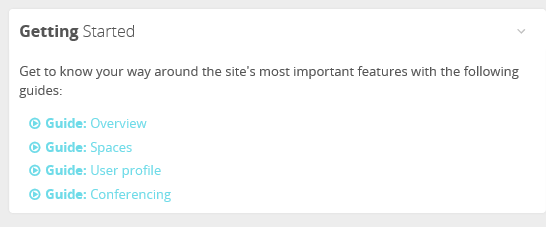 Getting Started
Get to know your way around the site's most important features with the following
guides:
Guide: Overview
Guide: Spaces
Guide: User profile
Guide: Conferencing